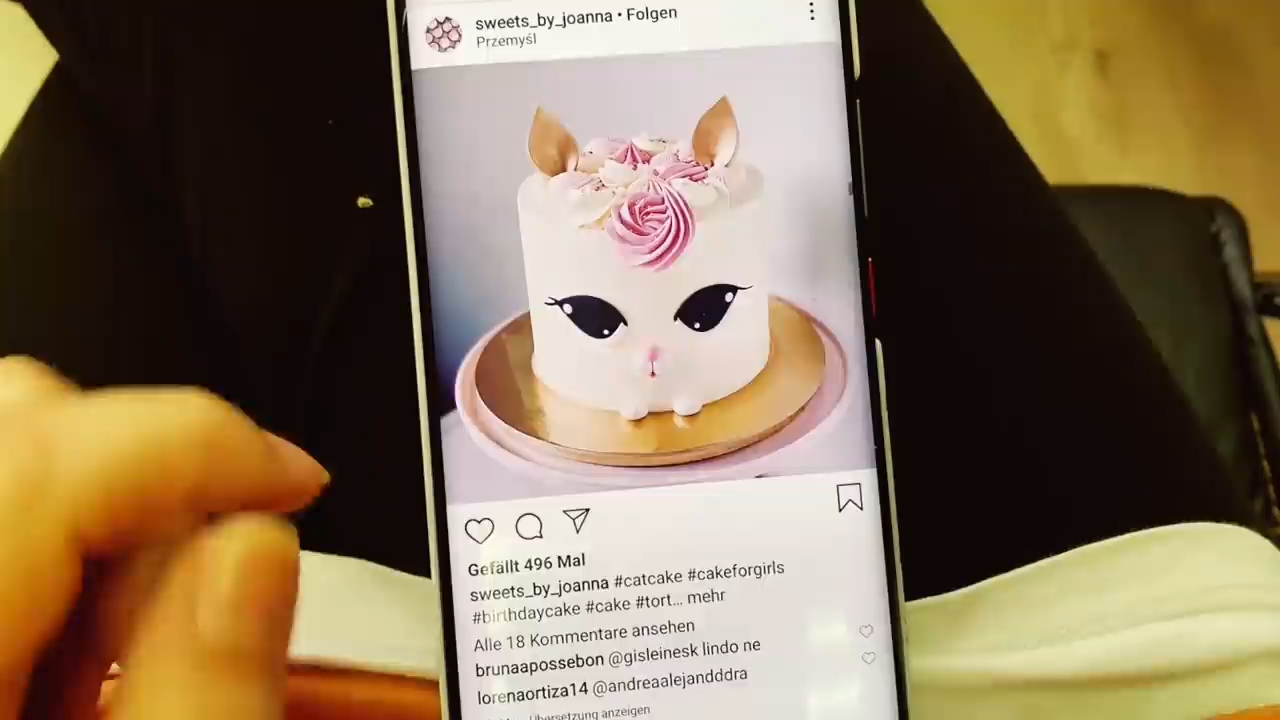 sweets_by_joanna • Folgen
Przemyśl
Gefällt 496 Mal
sweets_by_joanna #catcake #cakeforgirls
#birthdaycake #cake #tort... mehr
Alle 18 Kommentare ansehen
brunaapossebon @gisleinesk lindo ne
lorenaortiza14 @andreaalejandddra
Übersetzung anzeigen